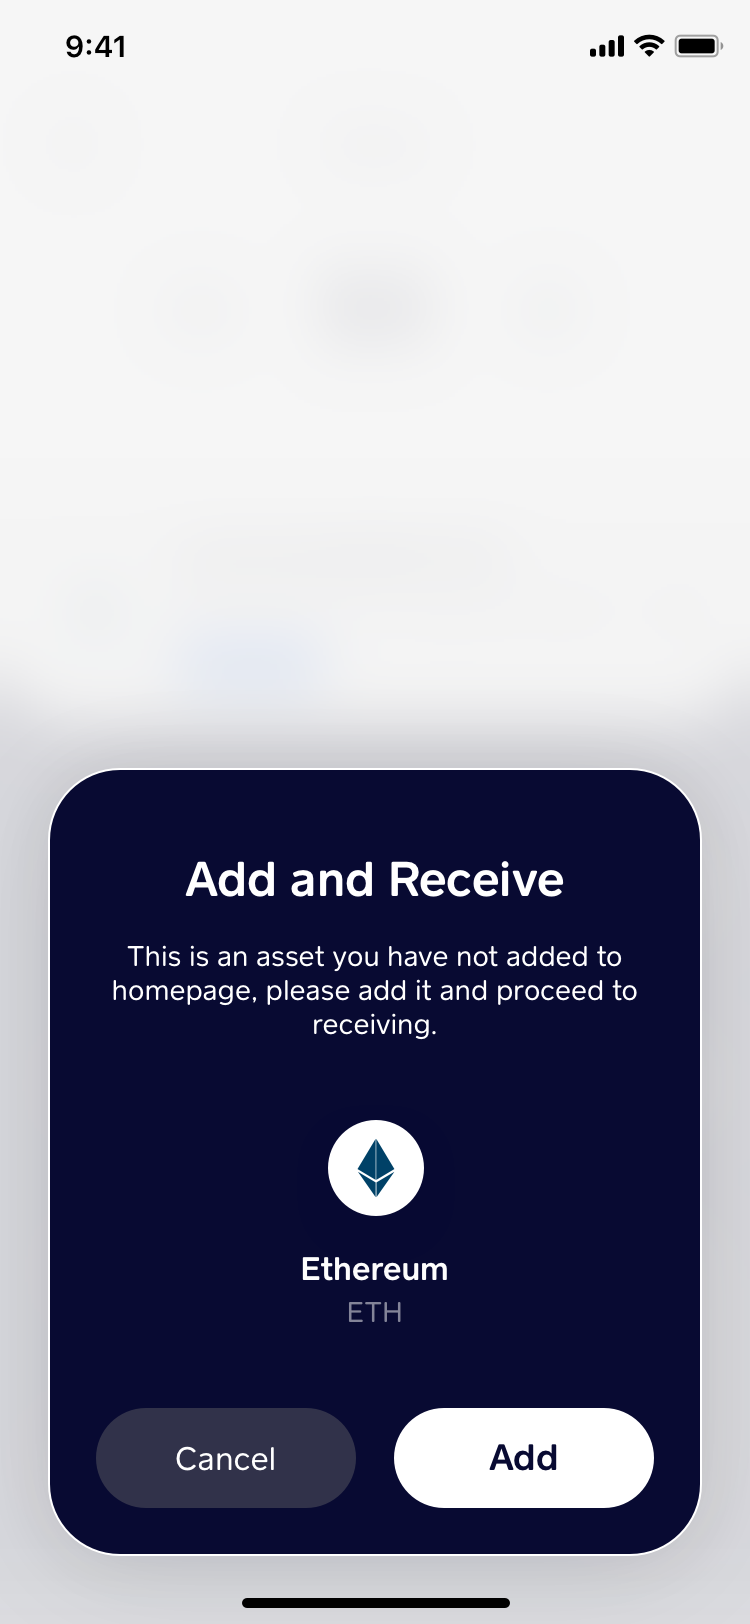 9:41
Add and Receive
This is an asset you have not added to
homepage, please add it and proceed to
receiving.
Ethereum
ETH
Cancel
Add